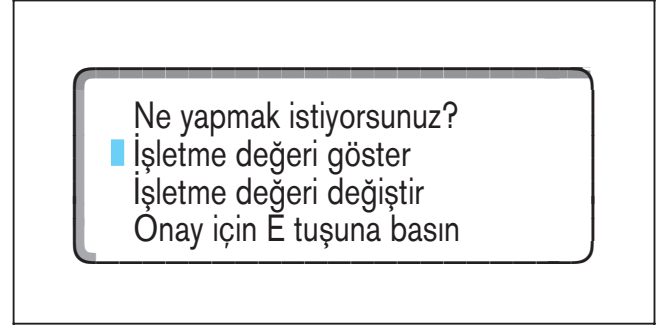 Ne yapmak istiyorsunuz?
İşletme değeri göster
İşletme değeri değiştir
Onay için E tuşuna basın